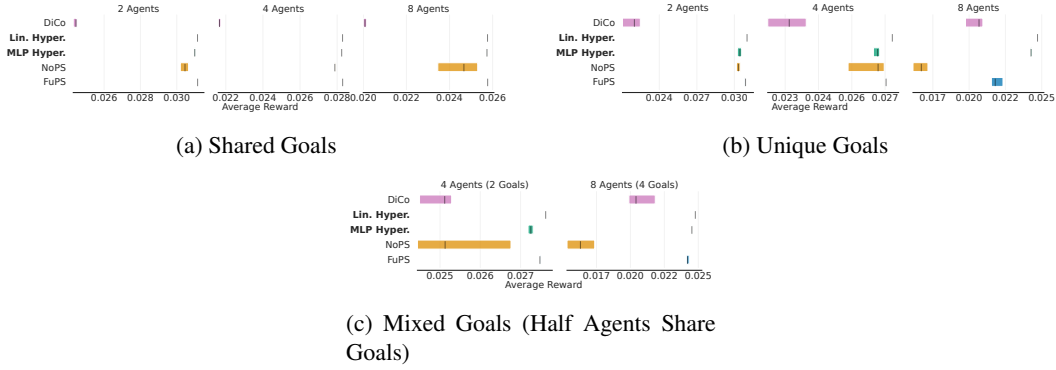 2 Agents 4 Agents 8 Agents
DiCo
Lin. Hyper.
MLP Hyper.
NoPS
FuPS
0.026 0.028 0.030 0.022 0.024 0.026 0.028 0.020 0.022 0.024 0.026
Average Reward
(a) Shared Goals
2 Agents 4 Agents 8 Agents
DiCo
Lin. Hyper.
MLP Hyper.
NoPS
FuPS
0.024 0.027 0.030 0.023 0.024 0.026 0.027 0.017 0.020 0.022 0.025
Average Reward
(b) Unique Goals
4 Agents (2 Goals) 8 Agents (4 Goals)
DiCo
Lin. Hyper.
MLP Hyper.
NoPS
FuPS
0.025 0.026 0.027 0.017 0.020 0.022 0.025
Average Reward
(c) Mixed Goals (Half Agents Share
Goals)